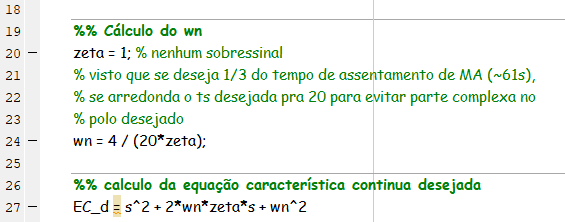 18
19 %% Cálculo do wn
20 zeta = 1; % nenhum sobressinal
21 % visto que se deseja 1/3 do tempo de assentamento de MA (~61s),
22 % se arredonda o ts desejada pra 20 para evitar parte complexa no
23 % polo desejado
24 wn = 4 / (20*zeta);
25
26 %% calculo da equação característica continua desejada
27 EC_d = s^2 + 2*wn*zeta*s + wn^2